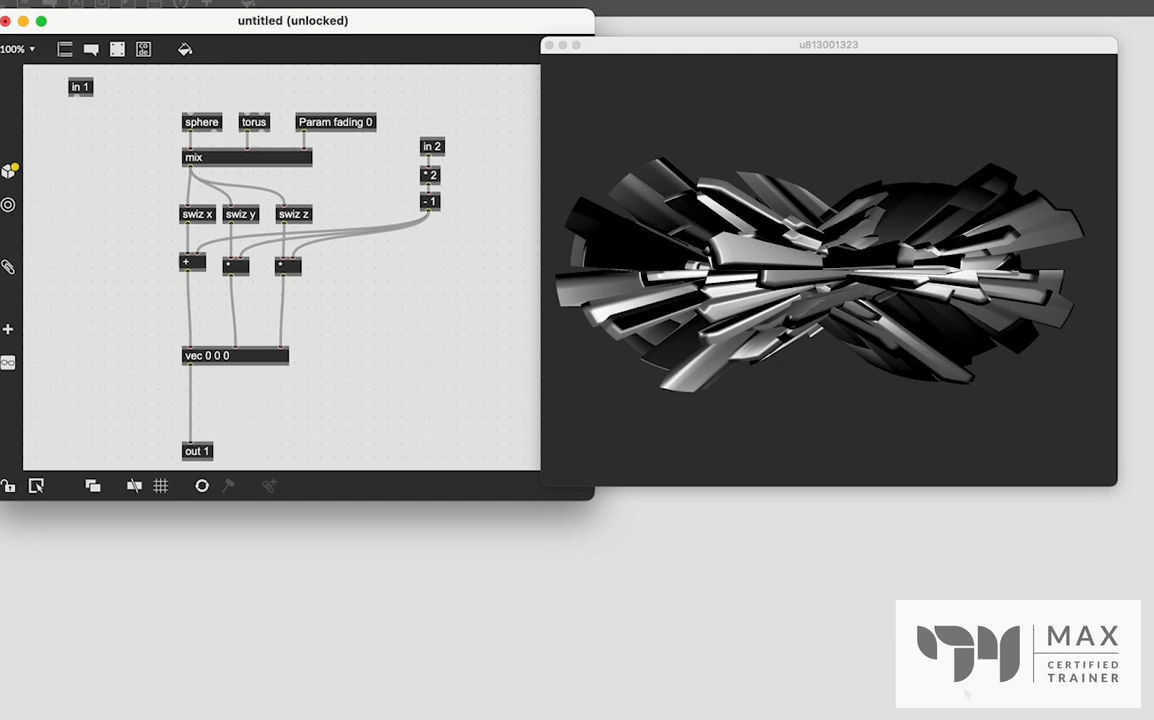 untitled (unlocked)
100%
u813001323
in 1
sphere
torus
Param fading 0
in 2
mix
* 2
- 1
swiz x
swiz y
swiz z
+
*
*
vec 0 0 0
out 1
MAX
CERTIFIED
TRAINER